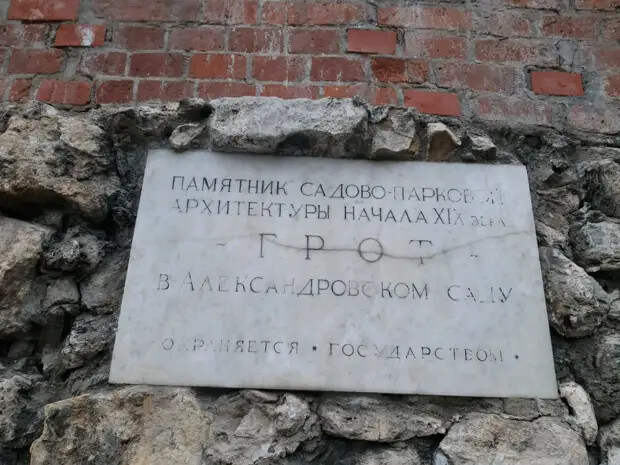 ПАМЯТНИК САДОВО-ПАРКОВОЙ
АРХИТЕКТУРЫ НАЧАЛА XIX ВЕКА
- ГРОТ -
В АЛЕКСАНДРОВСКОМ САДУ
ОХРАНЯЕТСЯ • ГОСУДАРСТВОМ •